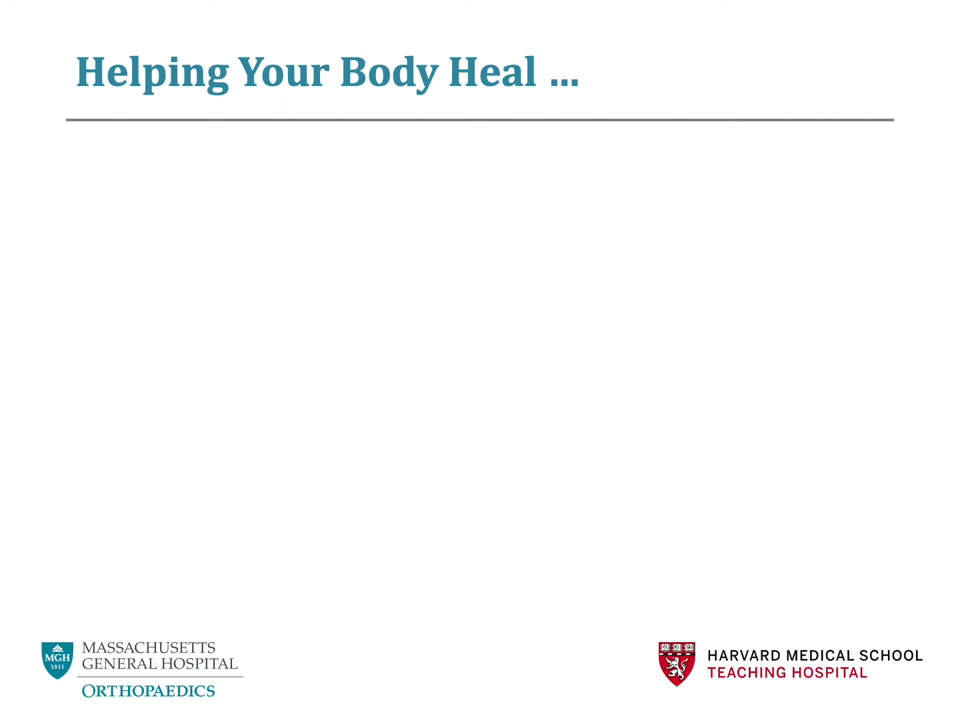 Helping Your Body Heal ...
MGH
1811
MASSACHUSETTS
GENERAL HOSPITAL
ORTHOPAEDICS
HARVARD MEDICAL SCHOOL
TEACHING HOSPITAL